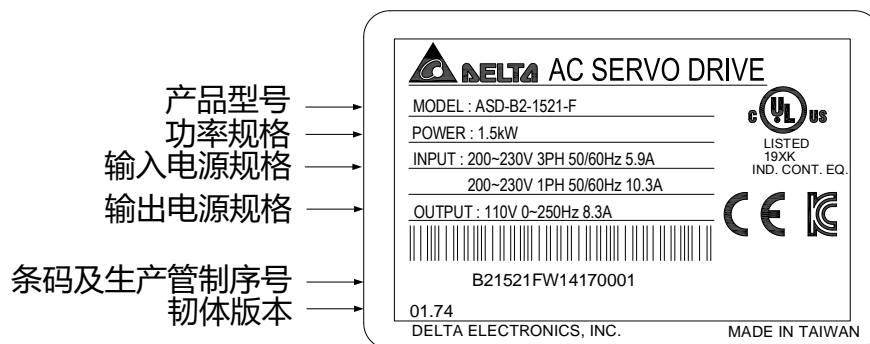 DELTA AC SERVO DRIVE
产品型号
MODEL : ASD-B2-1521-F
功率规格
POWER : 1.5kW
输入电源规格
INPUT : 200~230V 3PH 50/60Hz 5.9A
200~230V 1PH 50/60Hz 10.3A
输出电源规格
OUTPUT : 110V 0~250Hz 8.3A
C UL US
LISTED
19XK
IND. CONT. EQ.
CE
条码及生产管制序号
B21521FW14170001
韧体版本
01.74
DELTA ELECTRONICS, INC.
MADE IN TAIWAN